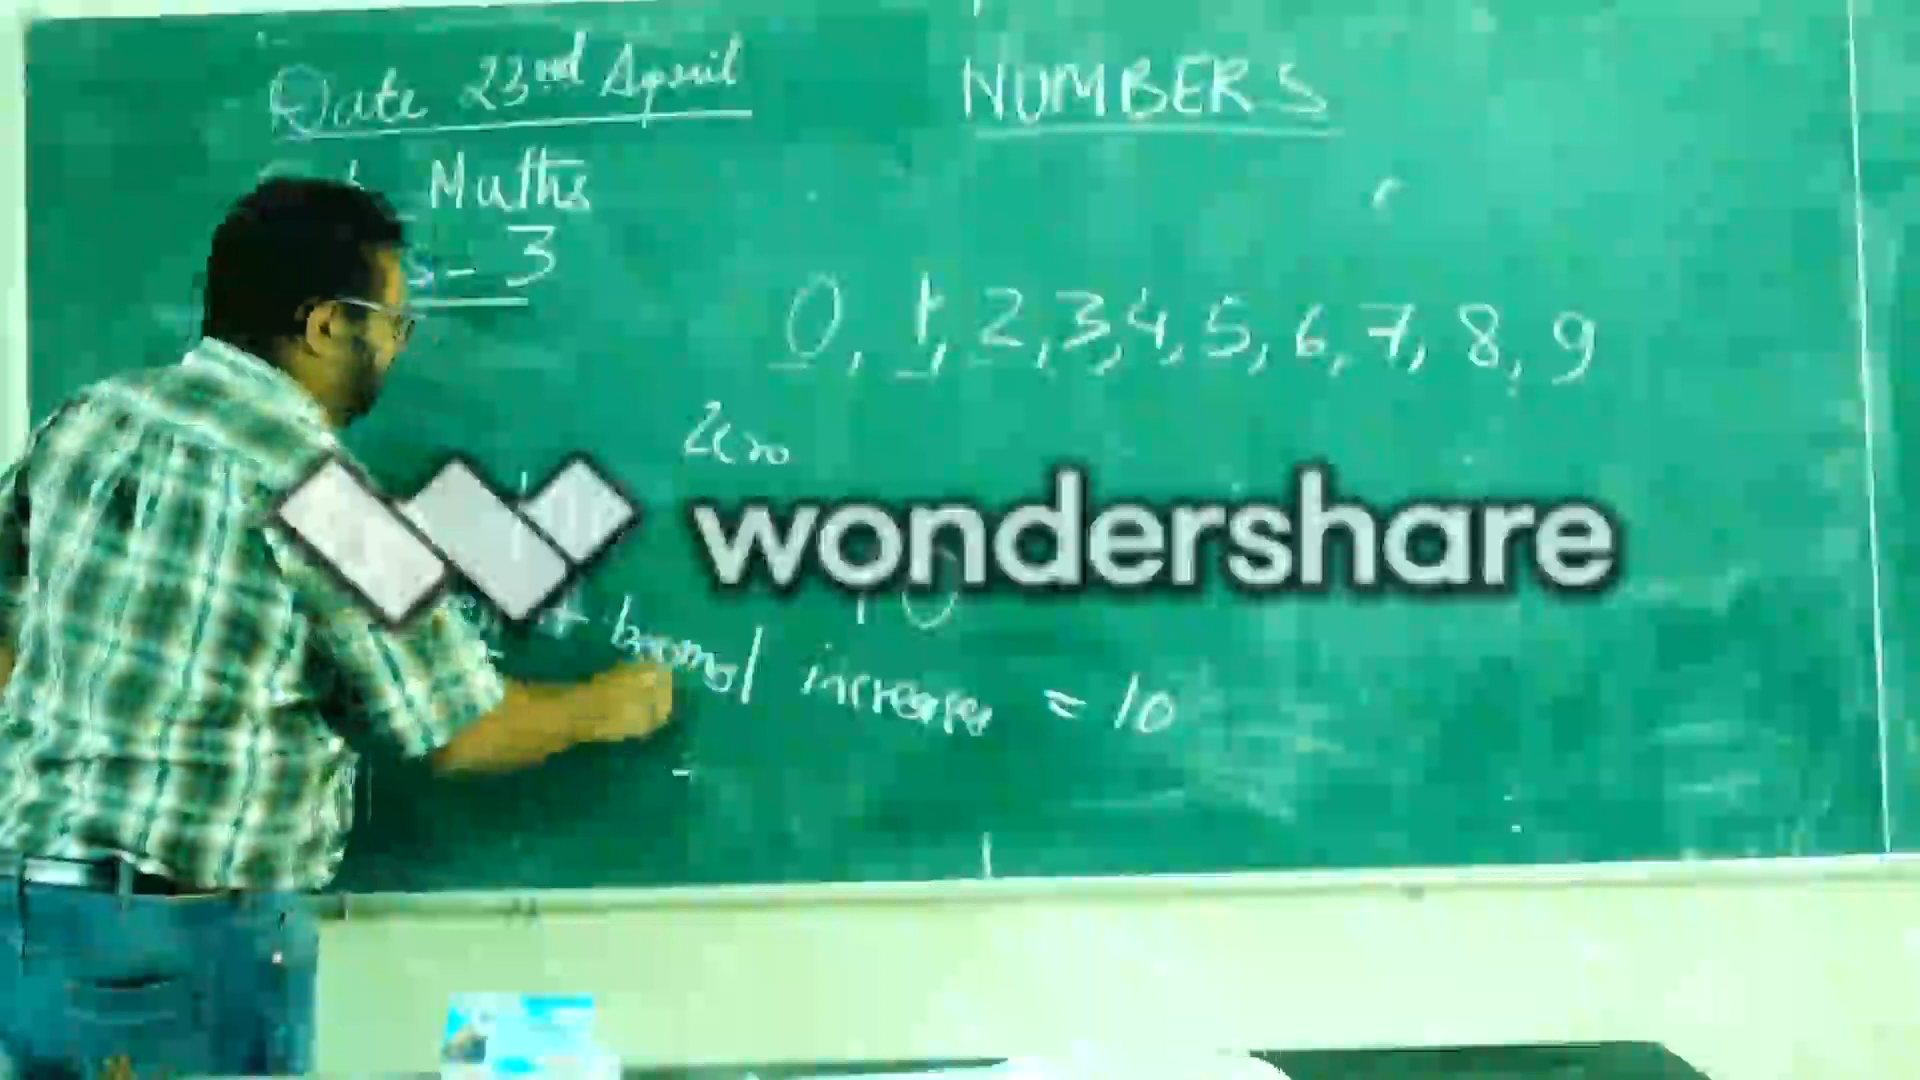 Date 23rd April
NUMBERS
Maths
s - 3
0, 1, 2, 3, 4, 5, 6, 7, 8, 9
Zero
wondershare
10
increase = 10